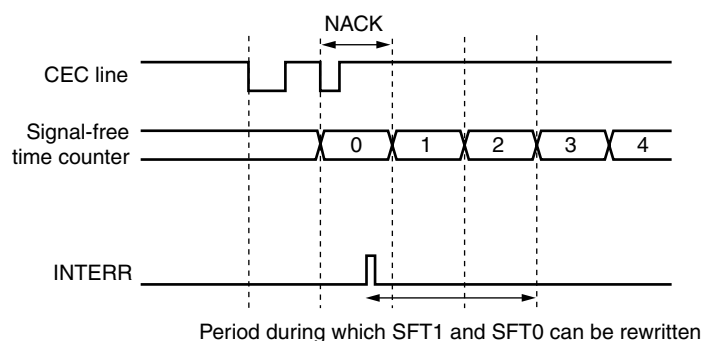 NACK
CEC line
Signal-free
time counter
0 1 2 3 4
INTERR
Period during which SFT1 and SFT0 can be rewritten